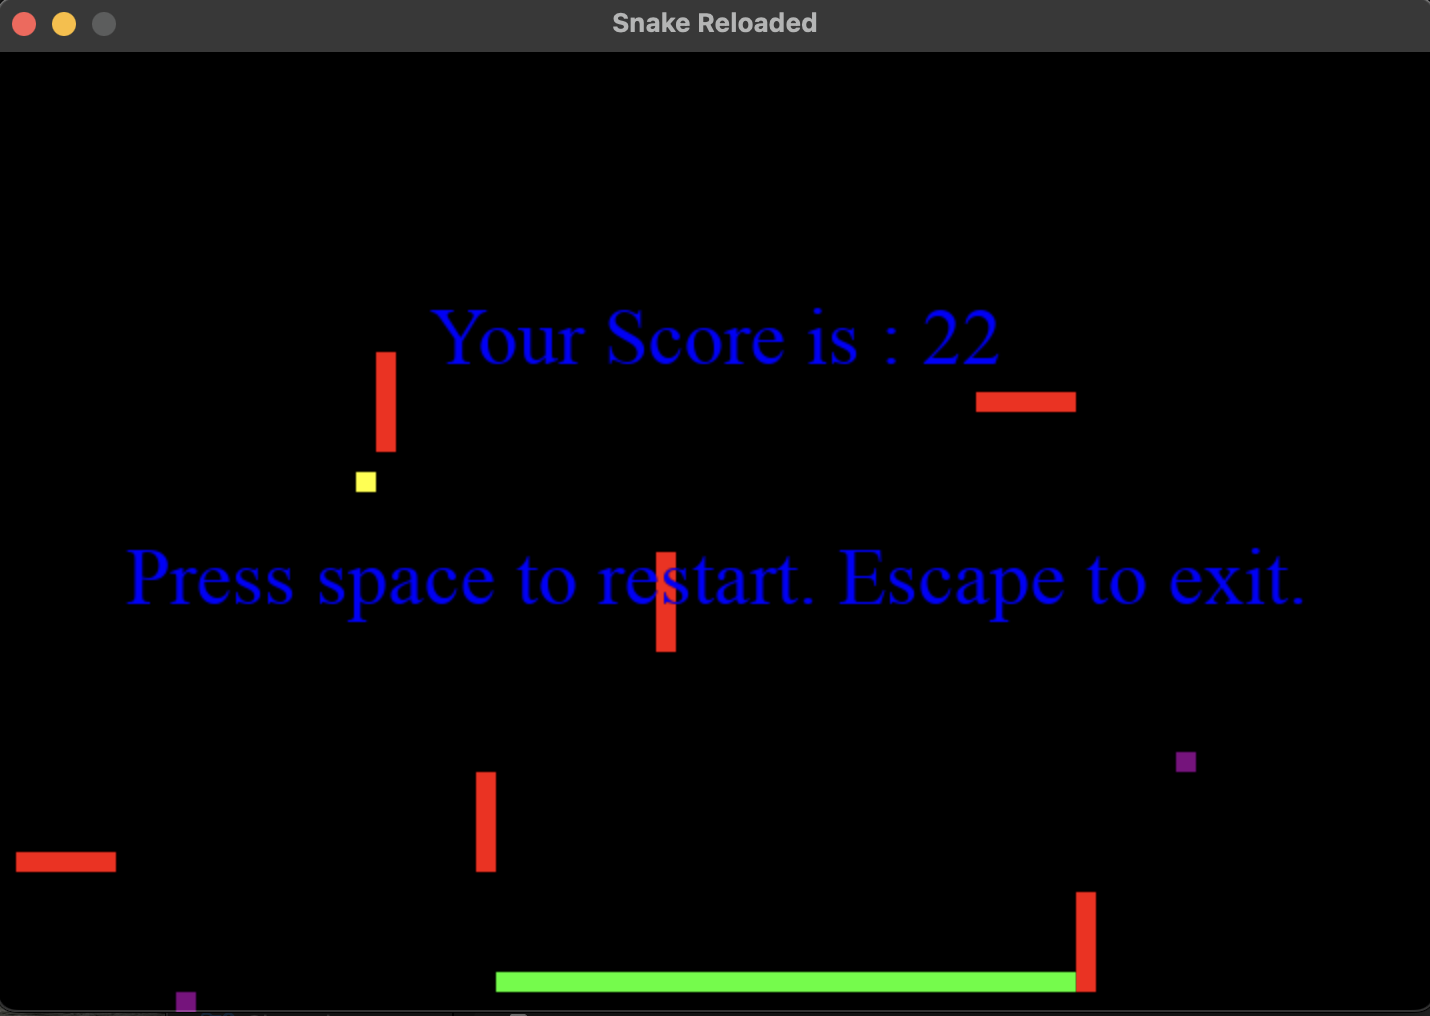 Snake Reloaded
Your Score is : 22
Press space to restart. Escape to exit.